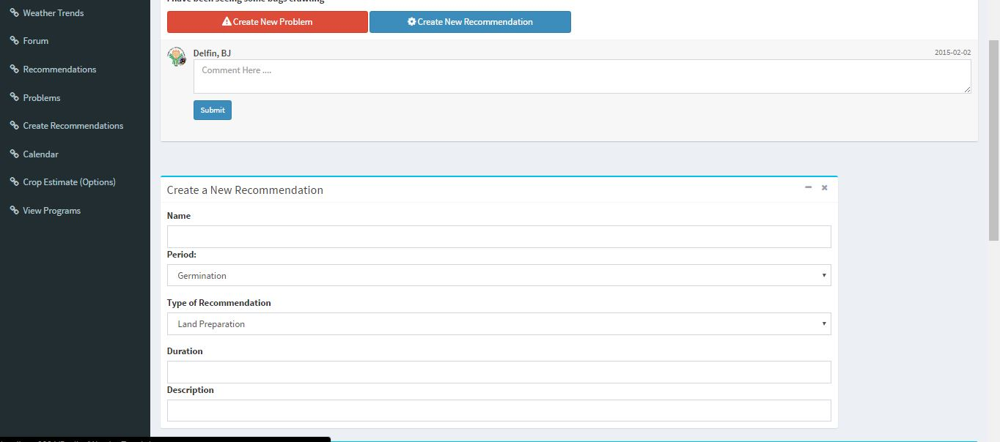 Weather Trends
Forum
Recommendations
Problems
Create Recommendations
Calendar
Crop Estimate (Options)
View Programs
I have been seeing some bugs crawling
Create New Problem
Create New Recommendation
Delfin, BJ
2015-02-02
Comment Here ....
Submit
Create a New Recommendation
Name
Period:
Germination
Type of Recommendation
Land Preparation
Duration
Description